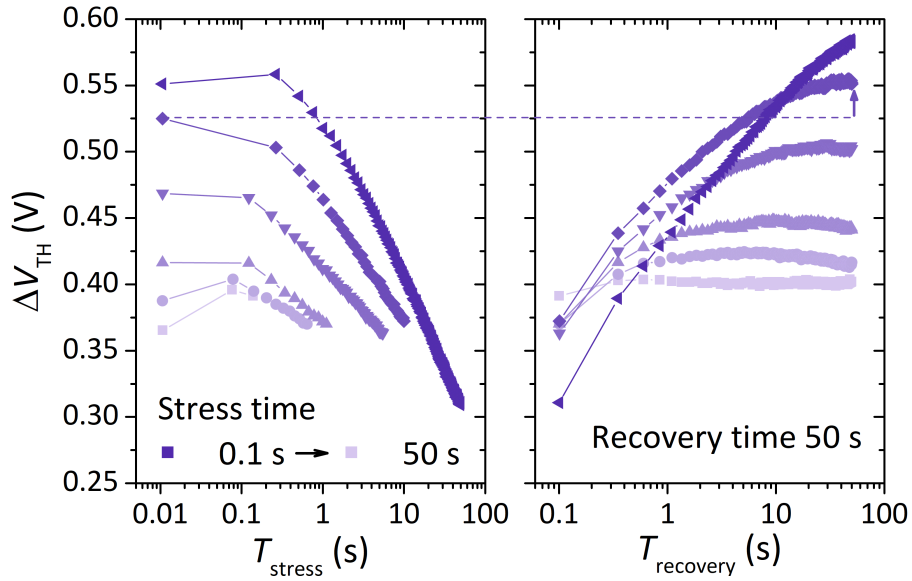 0.60
0.55
0.50
0.45
0.40
0.35
0.30
0.25
ΔV_TH (V)
Stress time
0.1 s → 50 s
0.01 0.1 1 10 100
T_stress (s)
Recovery time 50 s
0.1 1 10 100
T_recovery (s)